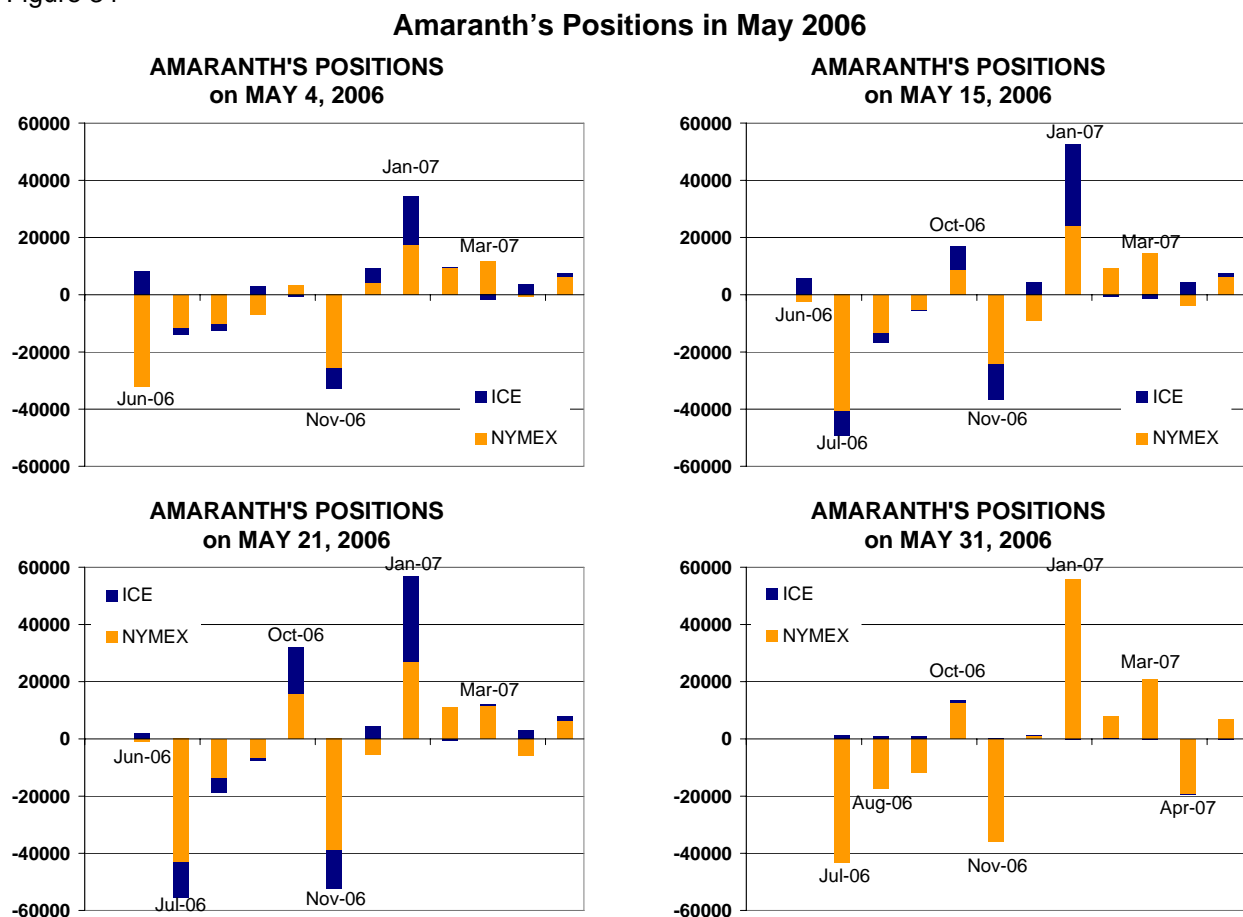 Amaranth’s Positions in May 2006
AMARANTH'S POSITIONS
on MAY 4, 2006
60000
40000
20000
0
-20000
-40000
-60000
Jan-07
Mar-07
Jun-06
Nov-06
ICE
NYMEX
AMARANTH'S POSITIONS
on MAY 15, 2006
60000
40000
20000
0
-20000
-40000
-60000
Jan-07
Oct-06
Mar-07
Jun-06
Jul-06
Nov-06
ICE
NYMEX
AMARANTH'S POSITIONS
on MAY 21, 2006
60000
40000
20000
0
-20000
-40000
-60000
ICE
NYMEX
Jan-07
Oct-06
Mar-07
Jun-06
Jul-06
Nov-06
AMARANTH'S POSITIONS
on MAY 31, 2006
60000
40000
20000
0
-20000
-40000
-60000
ICE
NYMEX
Jan-07
Oct-06
Mar-07
Aug-06
Apr-07
Jul-06
Nov-06